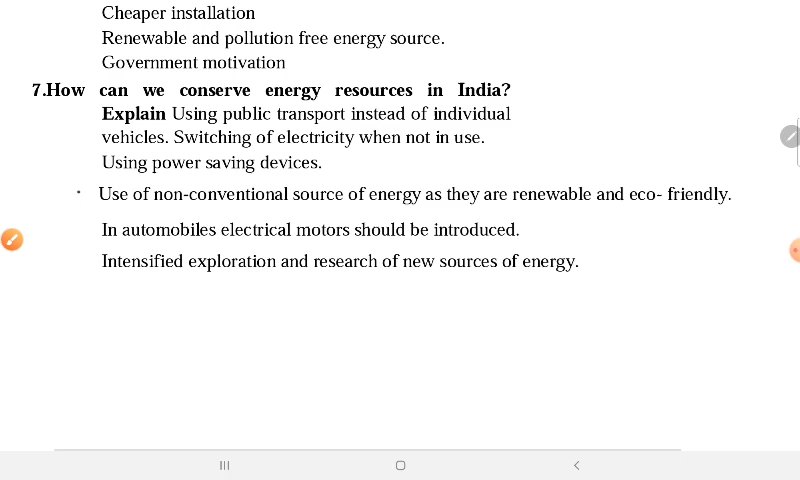 Cheaper installation
Renewable and pollution free energy source.
Government motivation
7.How can we conserve energy resources in India?
Explain Using public transport instead of individual
vehicles. Switching of electricity when not in use.
Using power saving devices.
· Use of non-conventional source of energy as they are renewable and eco- friendly.
In automobiles electrical motors should be introduced.
Intensified exploration and research of new sources of energy.